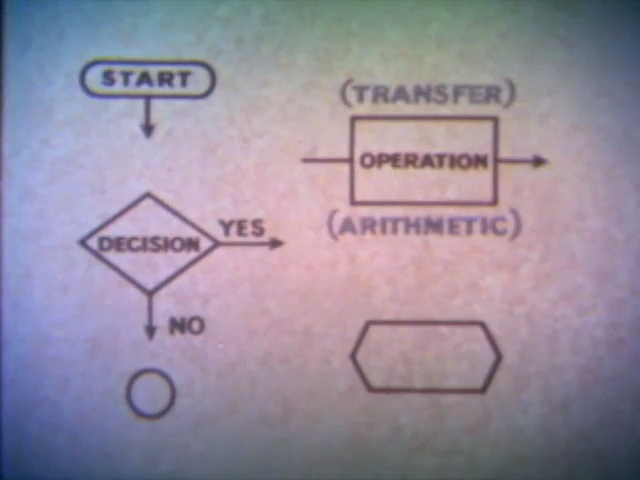 START
(TRANSFER)
OPERATION
(ARITHMETIC)
DECISION
YES
NO